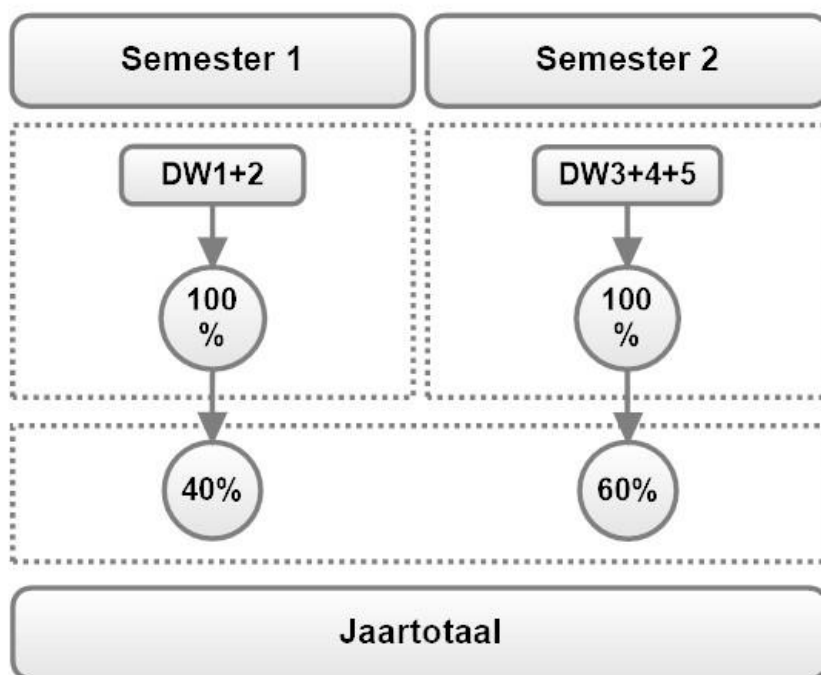 Semester 1
Semester 2
DW1+2
DW3+4+5
100
%
100
%
40%
60%
Jaartotaal